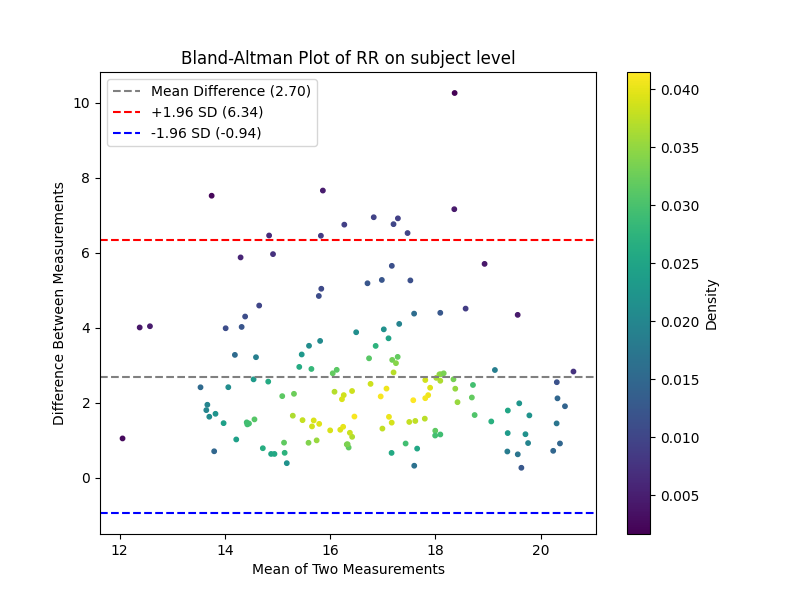 Bland-Altman Plot of RR on subject level
Mean Difference (2.70)
+1.96 SD (6.34)
-1.96 SD (-0.94)
Difference Between Measurements
10
8
6
4
2
0
12
14
16
18
20
Mean of Two Measurements
0.040
0.035
0.030
0.025
0.020
0.015
0.010
0.005
Density